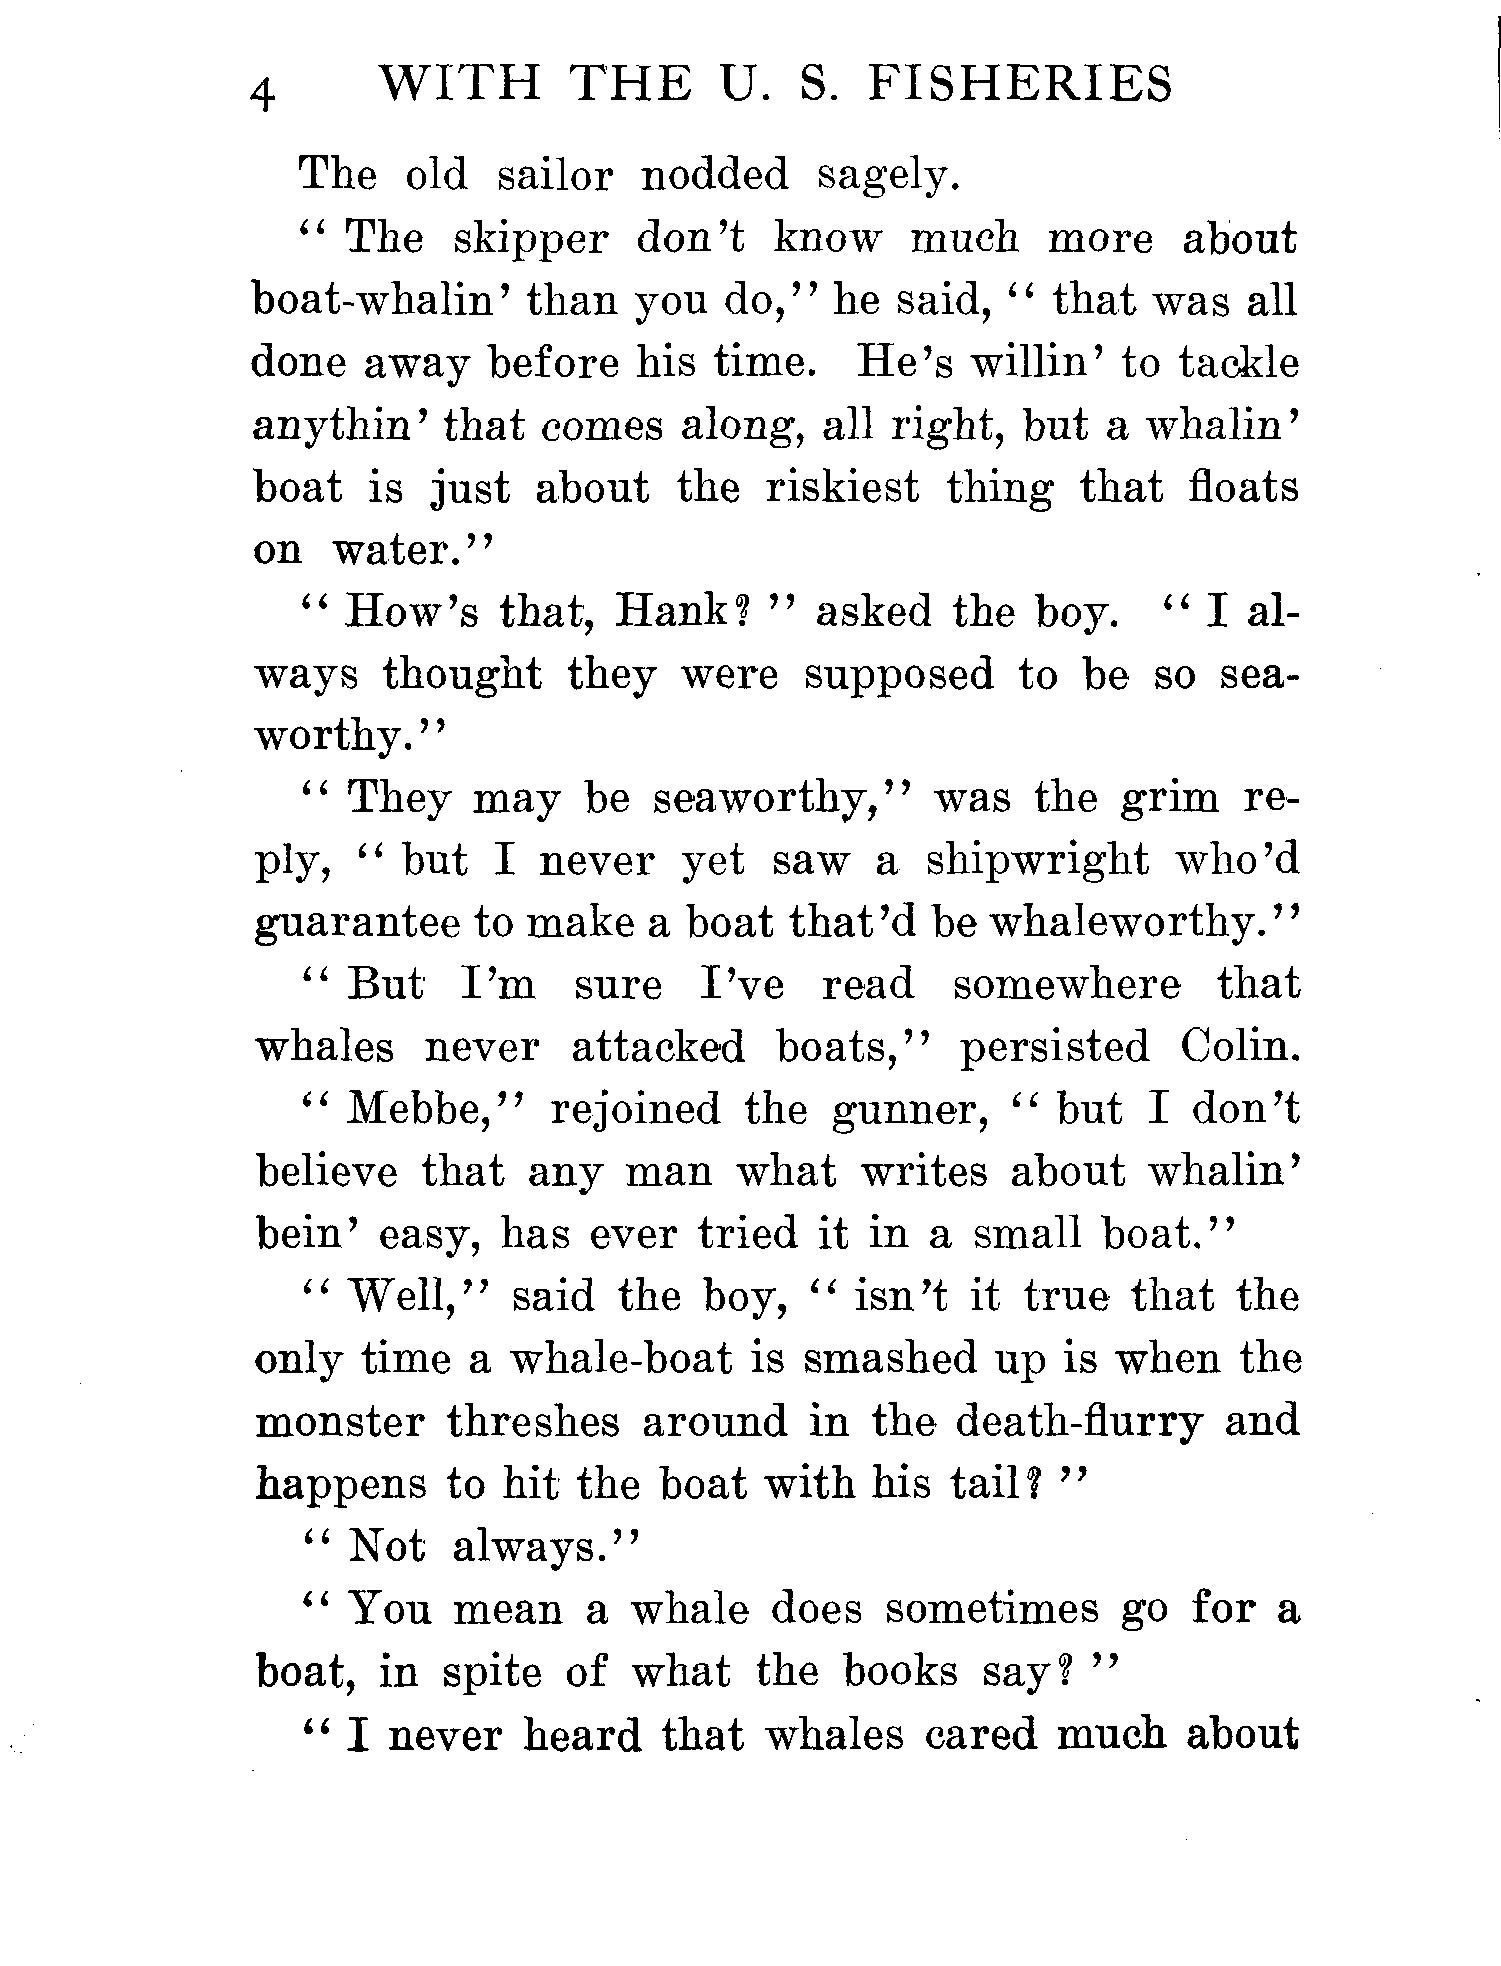 4 WITH THE U. S. FISHERIES
The old sailor nodded sagely.
“ The skipper don’t know much more about
boat-whalin’ than you do,” he said, “ that was all
done away before his time. He’s willin’ to tackle
anythin’ that comes along, all right, but a whalin’
boat is just about the riskiest thing that floats
on water.”
“ How’s that, Hank? ” asked the boy. “ I al-
ways thought they were supposed to be so sea-
worthy.”
“ They may be seaworthy,” was the grim re-
ply, “ but I never yet saw a shipwright who’d
guarantee to make a boat that’d be whaleworthy.”
“ But I’m sure I’ve read somewhere that
whales never attacked boats,” persisted Colin.
“ Mebbe,” rejoined the gunner, “ but I don’t
believe that any man what writes about whalin’
bein’ easy, has ever tried it in a small boat.”
“ Well,” said the boy, “ isn’t it true that the
only time a whale-boat is smashed up is when the
monster threshes around in the death-flurry and
happens to hit the boat with his tail? ”
“ Not always.”
“ You mean a whale does sometimes go for a
boat, in spite of what the books say? ”
“ I never heard that whales cared much about